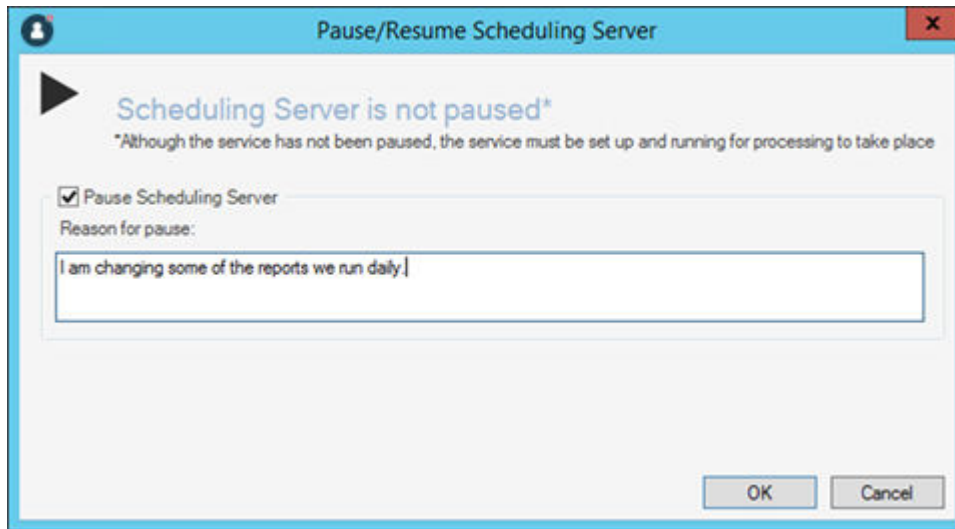 Pause/Resume Scheduling Server
x
Scheduling Server is not paused*
*Although the service has not been paused, the service must be set up and running for processing to take place
Pause Scheduling Server
Reason for pause:
I am changing some of the reports we run daily.
OK
Cancel